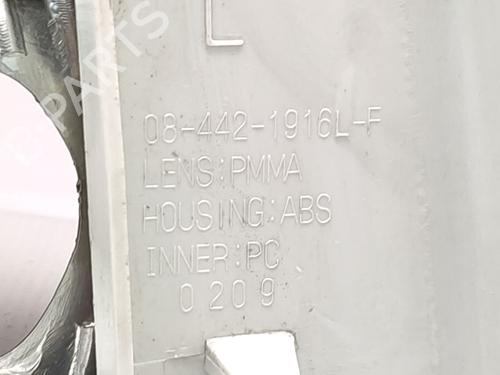 L
08-442-1916L-F
LENS:PMMA
HOUSING:ABS
INNER:PC
0209